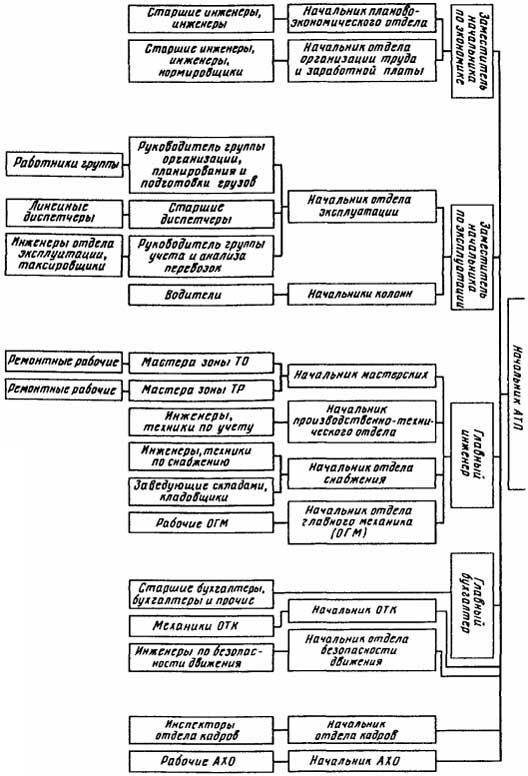 Старшие инженеры,
инженеры
Начальник планово-
экономического отдела
Старшие инженеры,
инженеры,
нормировщики
Начальник отдела
организации труда
и заработной платы
Заместитель
начальника
по экономике
Работники группы
Руководитель группы
организации,
планирования и
подготовки грузов
Линейные
диспетчеры
Старшие
диспетчеры
Инженеры отдела
эксплуитации,
таксировщики
Руководитель группы
учета и анализа
перевозок
Начальник отдела
эксплуатации
Водители
Начальники колонн
Заместитель
начальника
по эксплуатации
Начальник АТП
Ремонтные рабочие
Мастера зоны ТО
Ремонтные рабочие
Мастера зоны ТР
Начальник мастерских
Инженеры,
техники по учету
Начальник
производственно-техни-
ческого отдела
Инженеры, техники
по снабжению
Заведующие складами,
кладовщики
Начальник отдела
снабжения
Рабочие ОГМ
Начальник отдела
главного механика
(ОГМ)
Главный
инженер
Старшие бухгалтеры,
бухгалтеры и прочие
Главный
бухгалтер
Механики ОТК
Начальник ОТК
Инженеры по безопас-
ности движения
Начальник отдела
безопасности
движения
Инспекторы
отдела кадров
Начальник
отдела кадров
Рабочие АХО
Начальник АХО